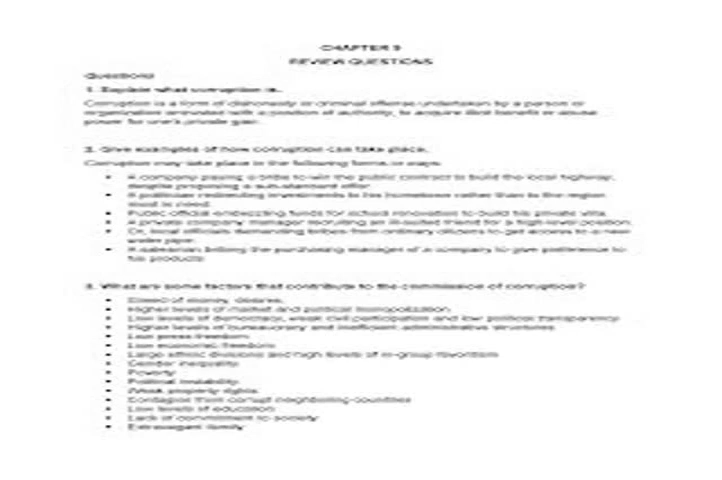 CHAPTER 9
REVIEW QUESTIONS
Questions
1. Explain what corruption is.
Corruption is a form of dishonesty or criminal offense undertaken by a person or
organization entrusted with a position of authority, to acquire illicit benefit or abuse
power for one's private gain.
2. Give examples of how corruption can take place.
Corruption may take place in the following forms or ways:
• A company paying a bribe to win the public contract to build the local highway,
despite proposing a sub-standard offer
• A politician redirecting investments to his hometown rather than to the region
most in need
• Public official embezzling funds for school renovation to build his private villa
• A private company manager recruiting an ill-suited friend for a high-level position
• Or, local officials demanding bribes from ordinary citizens to get access to a new
water pipe
• A salesman bribing the purchasing manager of a company to give preference to
his products
3. What are some factors that contribute to the commission of corruption?
• Greed of money, desires.
• Higher levels of market and political monopolization
• Low levels of democracy, weak civil participation and low political transparency
• Higher levels of bureaucracy and inefficient administrative structures
• Low press freedom
• Low economic freedom
• Large ethnic divisions and high levels of in-group favoritism
• Gender inequality
• Poverty
• Political instability
• Weak property rights
• Contagion from corrupt neighboring countries
• Low levels of education
• Lack of commitment to society
• Extravagant family